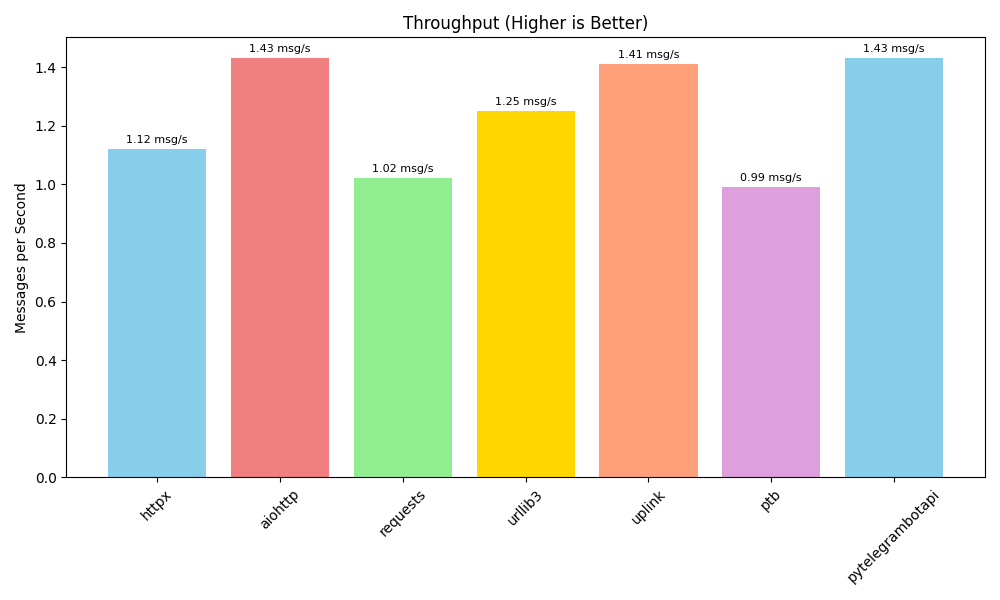 Throughput (Higher is Better)
Messages per Second
1.4
1.2
1.0
0.8
0.6
0.4
0.2
0.0
1.12 msg/s
1.43 msg/s
1.02 msg/s
1.25 msg/s
1.41 msg/s
0.99 msg/s
1.43 msg/s
httpx
aiohttp
requests
urllib3
uplink
ptb
pytelegrambotapi